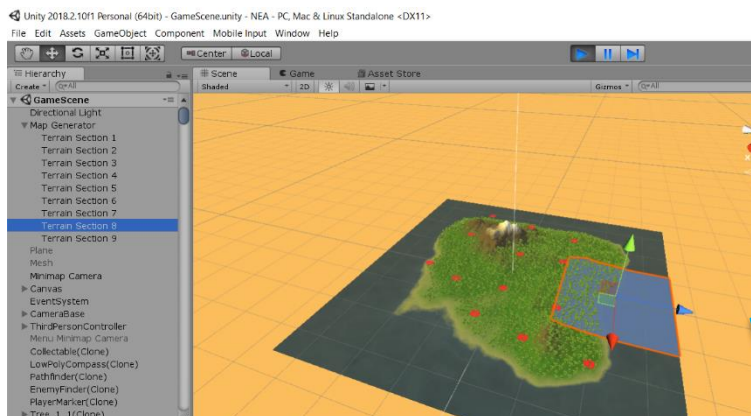 Unity 2018.2.10f1 Personal (64bit) - GameScene.unity - NEA - PC, Mac & Linux Standalone <DX11>
File Edit Assets GameObject Component Mobile Input Window Help
Center Local
Hierarchy Scene Game Asset Store
Create All Shaded 2D Gizmos All
GameScene
Directional Light
Map Generator
Terrain Section 1
Terrain Section 2
Terrain Section 3
Terrain Section 4
Terrain Section 5
Terrain Section 6
Terrain Section 7
Terrain Section 8
Terrain Section 9
Plane
Mesh
Minimap Camera
Canvas
EventSystem
CameraBase
ThirdPersonController
Menu Minimap Camera
Collectable(Clone)
LowPolyCompass(Clone)
Pathfinder(Clone)
EnemyFinder(Clone)
PlayerMarker(Clone)
Tree_1_1(Clone)